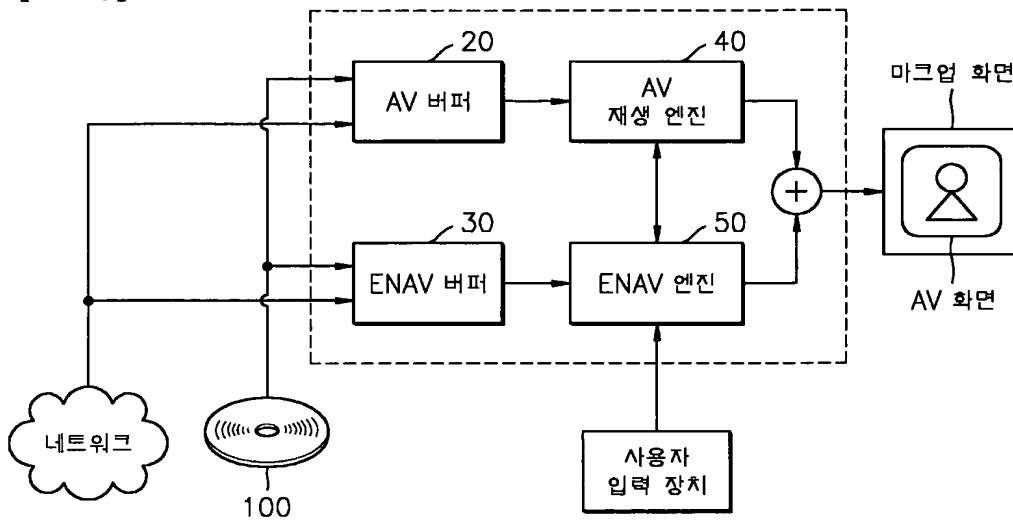 20
AV 버퍼
40
AV
재생 엔진
마크업 화면
30
ENAV 버퍼
50
ENAV 엔진
AV 화면
네트워크
100
사용자
입력 장치